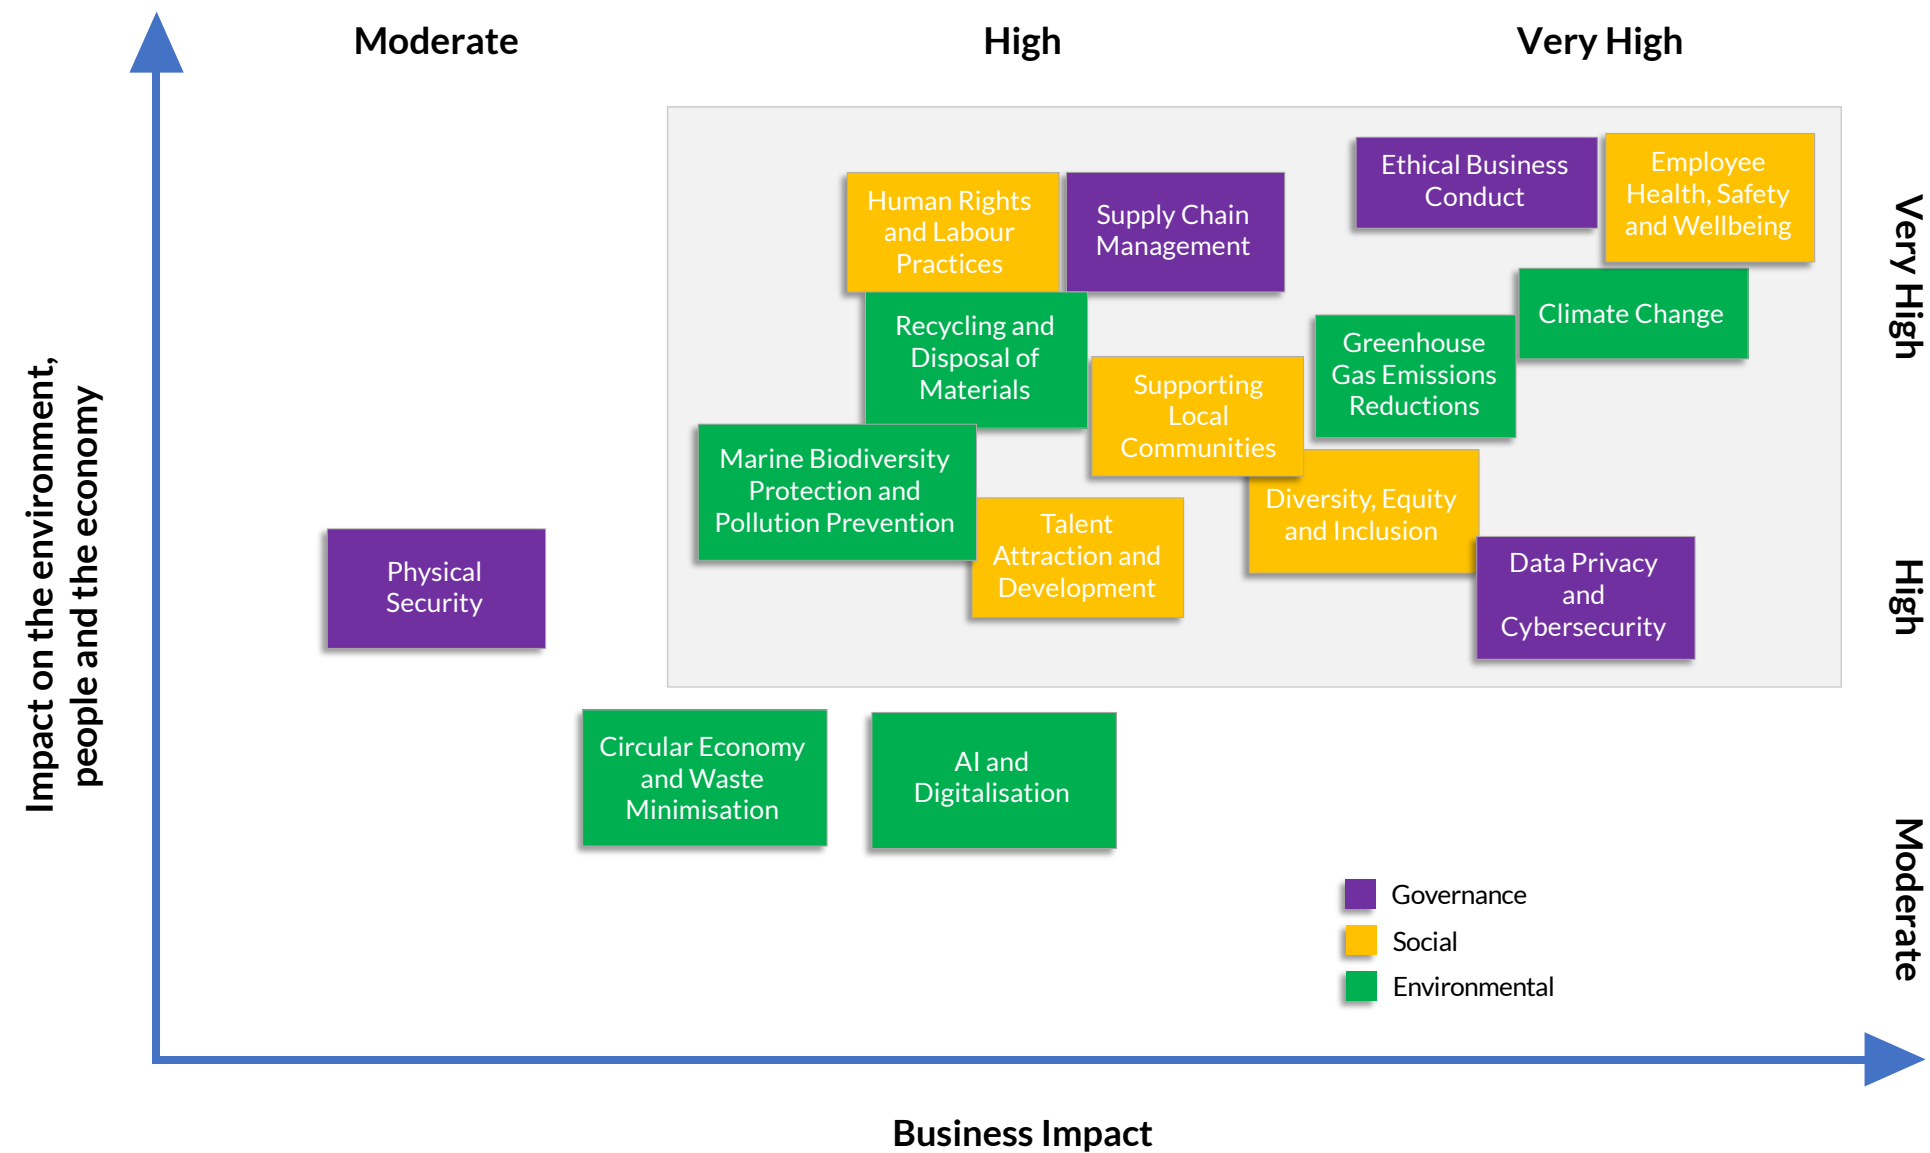 Moderate
High
Very High
Ethical Business
Conduct
Employee
Health, Safety
and Wellbeing
Human Rights
and Labour
Practices
Supply Chain
Management
Very High
Climate Change
Recycling and
Disposal of
Materials
Greenhouse
Gas Emissions
Reductions
Supporting
Local
Communities
Marine Biodiversity
Protection and
Pollution Prevention
Diversity, Equity
and Inclusion
Talent
Attraction and
Development
Data Privacy
and
Cybersecurity
High
Physical
Security
Impact on the environment,
people and the economy
Circular Economy
and Waste
Minimisation
AI and
Digitalisation
Moderate
Governance
Social
Environmental
Business Impact